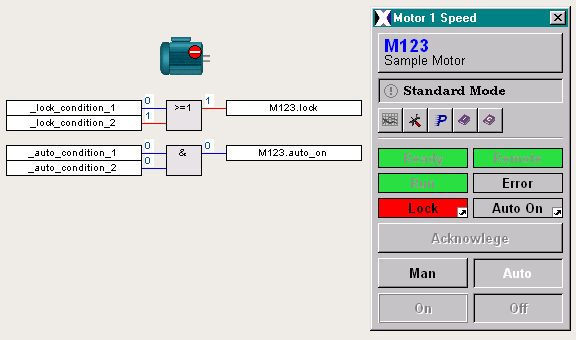 Motor 1 Speed
M123
Sample Motor
Standard Mode
P
Ready
Remote
Run
Error
Lock
Auto On
Acknowlege
Man
Auto
On
Off
_lock_condition_1
0
>=1
1
M123.lock
_lock_condition_2
1
_auto_condition_1
0
&
0
M123.auto_on
_auto_condition_2
0